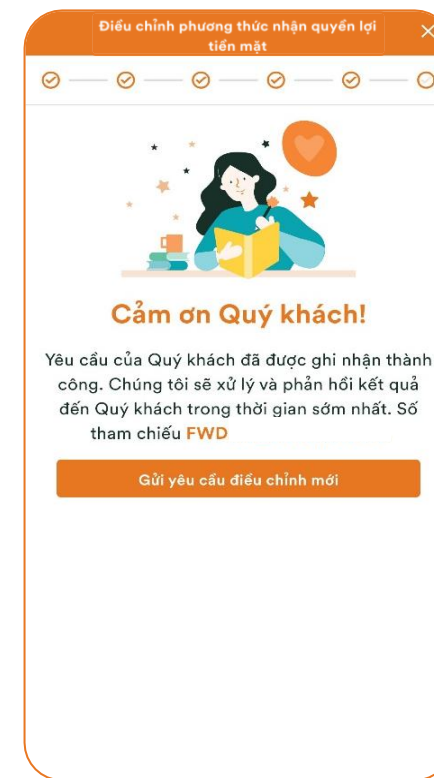 Điều chỉnh phương thức nhận quyền lợi
tiền mặt
Cảm ơn Quý khách!
Yêu cầu của Quý khách đã được ghi nhận thành
công. Chúng tôi sẽ xử lý và phản hồi kết quả
đến Quý khách trong thời gian sớm nhất. Số
tham chiếu FWD
Gửi yêu cầu điều chỉnh mới